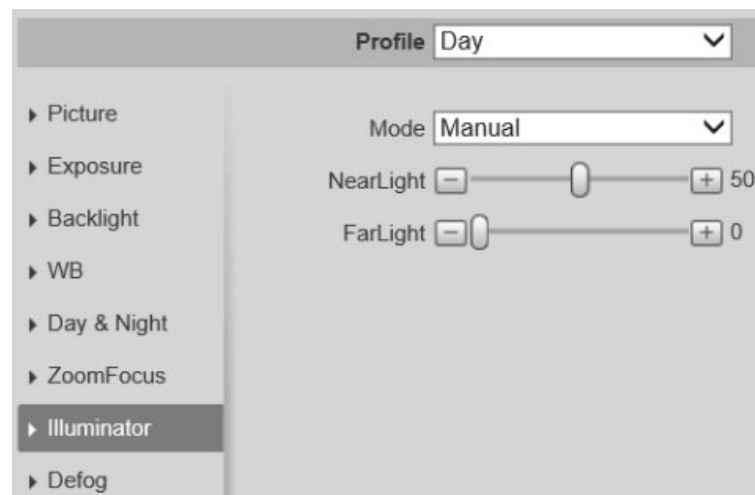 Profile Day
Picture
Exposure
Backlight
WB
Day & Night
ZoomFocus
Illuminator
Defog
Mode Manual
NearLight 50
FarLight 0